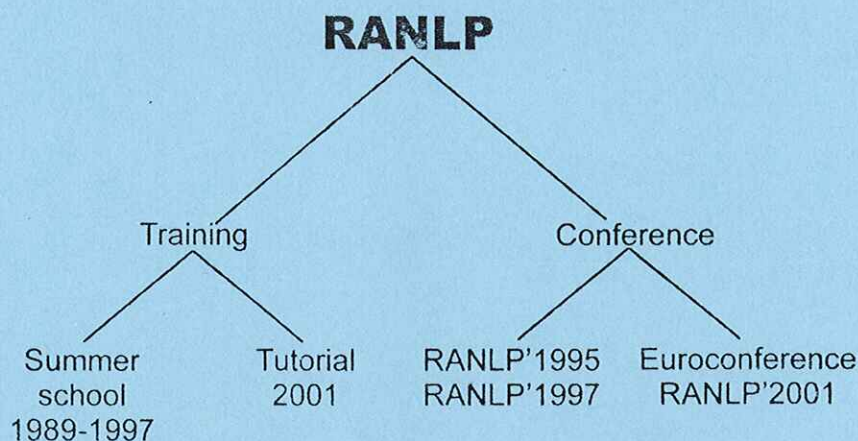 RANLP
Training
Conference
Summer
school
1989-1997
Tutorial
2001
RANLP'1995
RANLP'1997
Euroconference
RANLP'2001